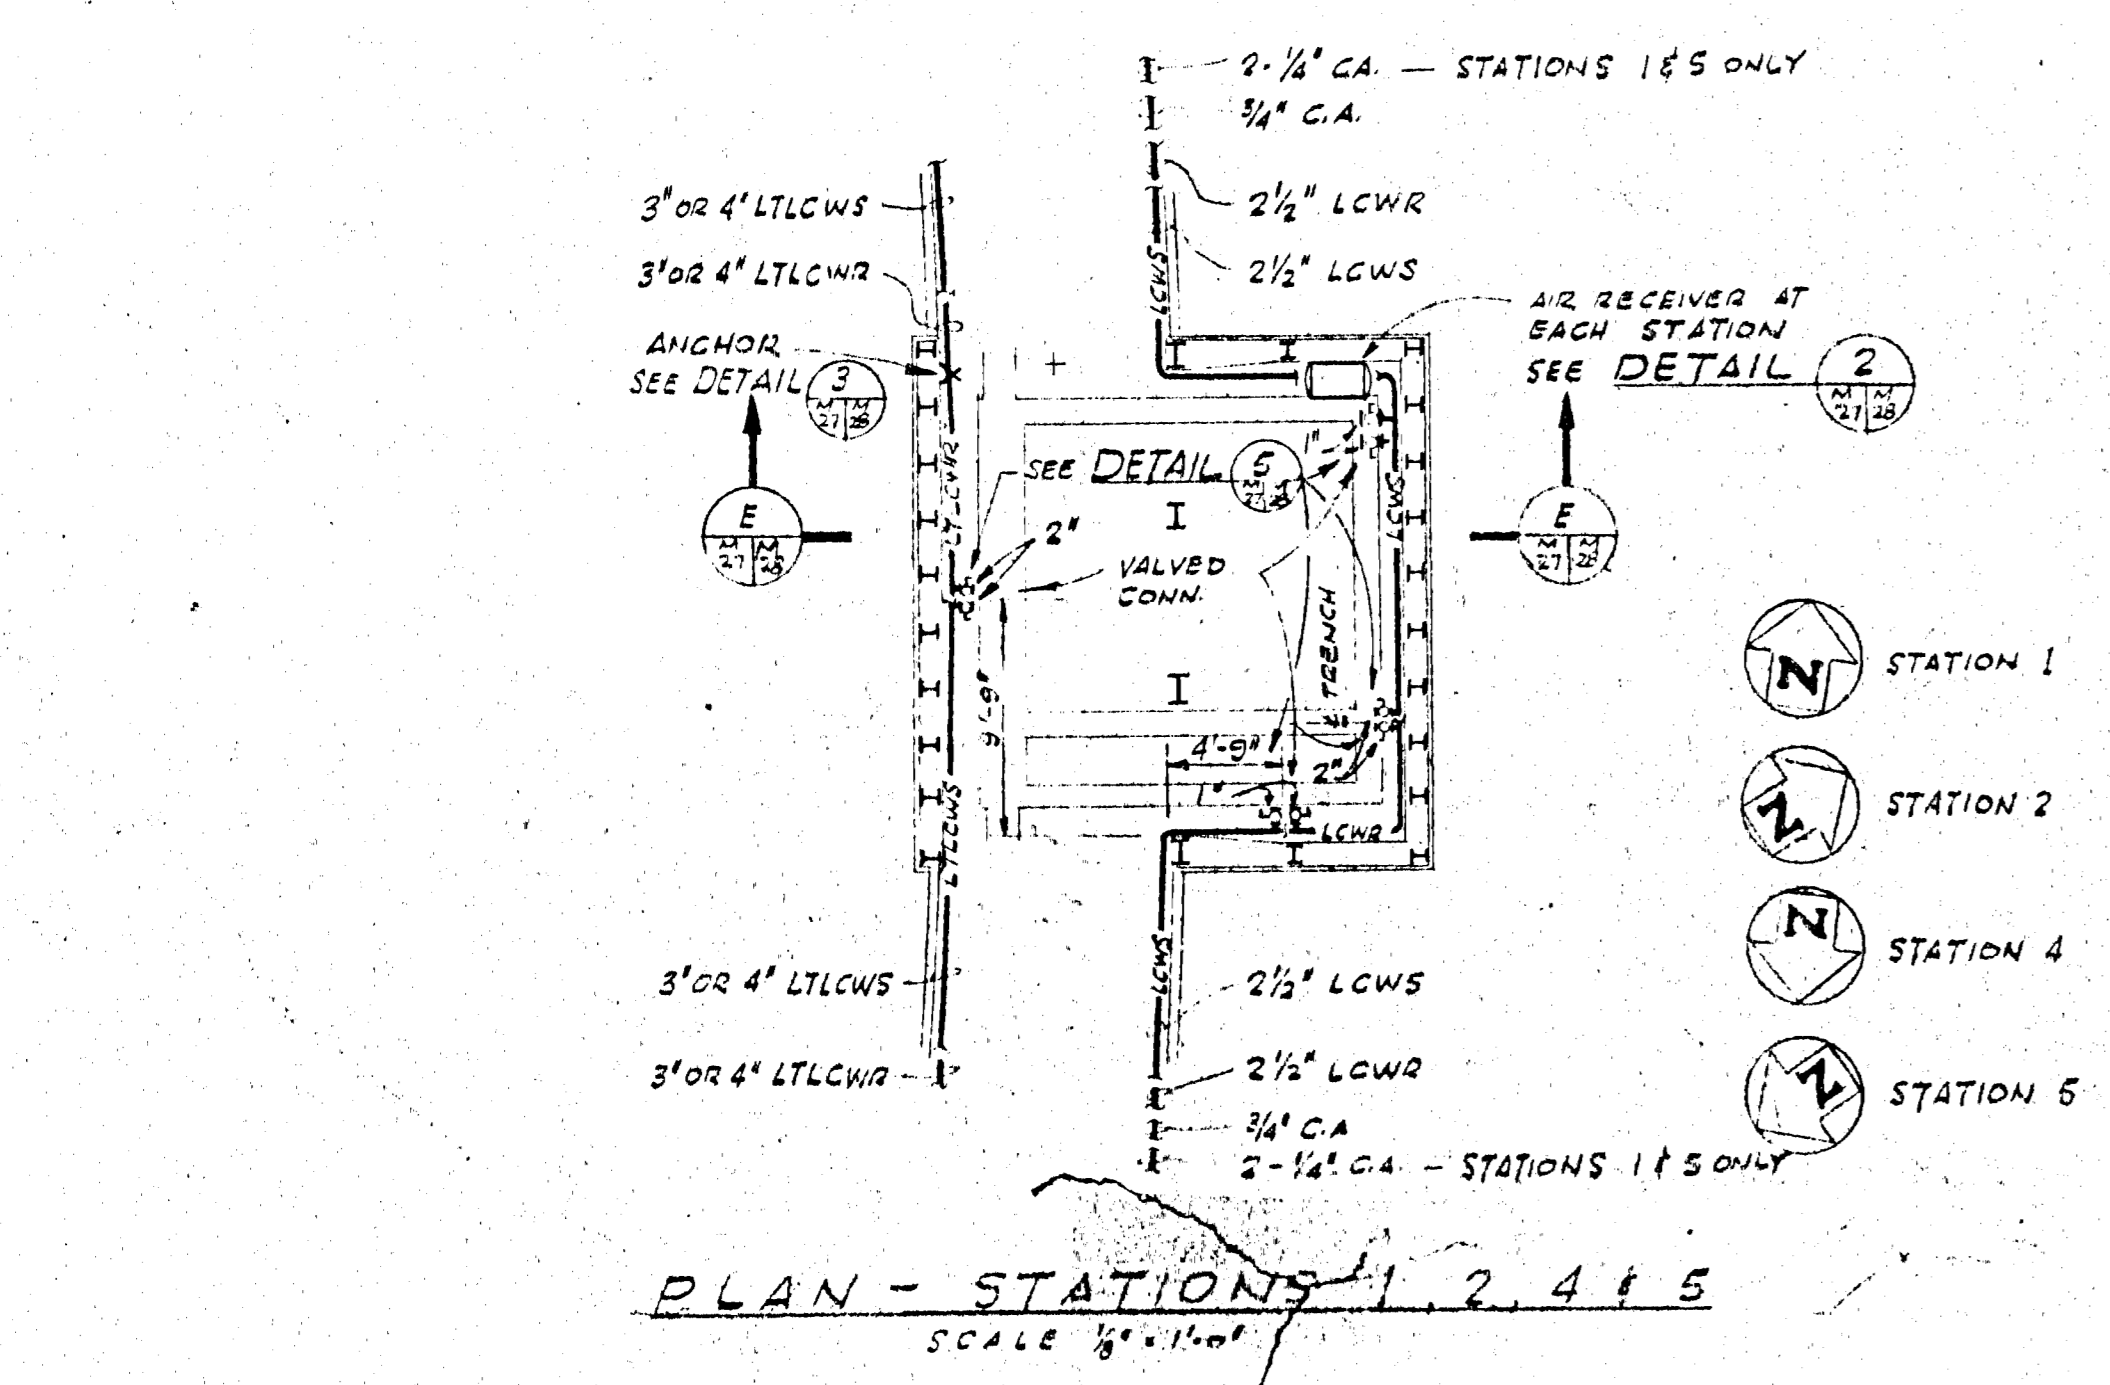 2-1/4" C.A. — STATIONS 1 & 5 ONLY
3/4" C.A.
3" OR 4" LTLCWS
2 1/2" LCWR
3" OR 4" LTLCWR
2 1/2" LCWS
LCWS
ANCHOR
SEE DETAIL
3
M M
27 28
AIR RECEIVER AT
EACH STATION
SEE DETAIL
2
M M
27 28
SEE DETAIL
5
1"
LCWS
E
M M
27 28
2"
VALVED
CONN.
E
M M
27 28
TRENCH
9'-9"
4'-9"
2"
1"
LTLCWS
LCWR
N STATION 1
N STATION 2
N STATION 4
N STATION 5
LCWS
3" OR 4" LTLCWS
2 1/2" LCWS
3" OR 4" LTLCWR
2 1/2" LCWR
3/4" C.A
2-1/4" C.A. — STATIONS 1 & 5 ONLY
PLAN - STATIONS 1, 2, 4 & 5
SCALE 1/8" = 1'-0"